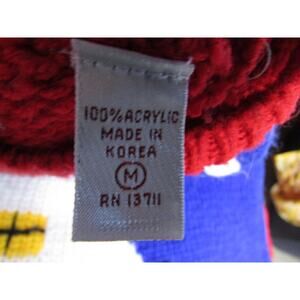 100% ACRYLIC
MADE IN
KOREA
M
RN 13711